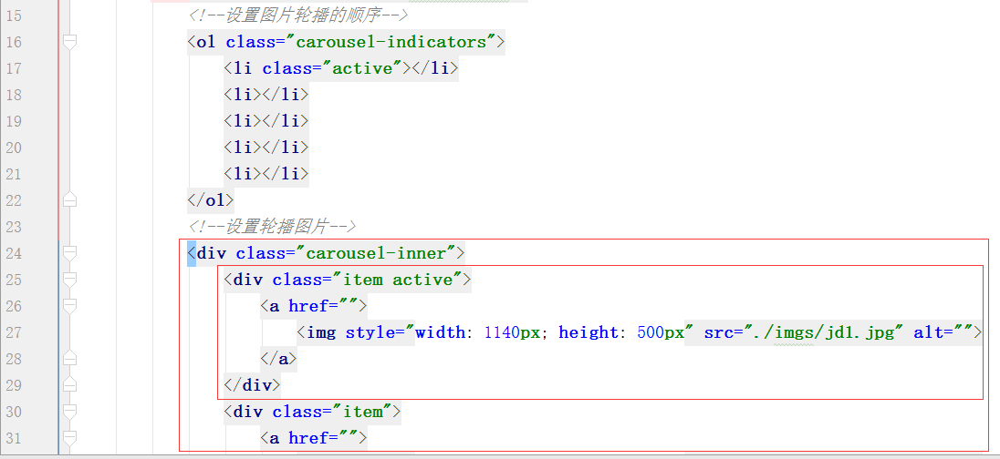 15 <!--设置图片轮播的顺序-->
16 <ol class="carousel-indicators">
17 <li class="active"></li>
18 <li></li>
19 <li></li>
20 <li></li>
21 <li></li>
22 </ol>
23 <!--设置轮播图片-->
24 <div class="carousel-inner">
25 <div class="item active">
26 <a href="">
27 <img style="width: 1140px; height: 500px" src="./imgs/jd1.jpg" alt="">
28 </a>
29 </div>
30 <div class="item">
31 <a href="">